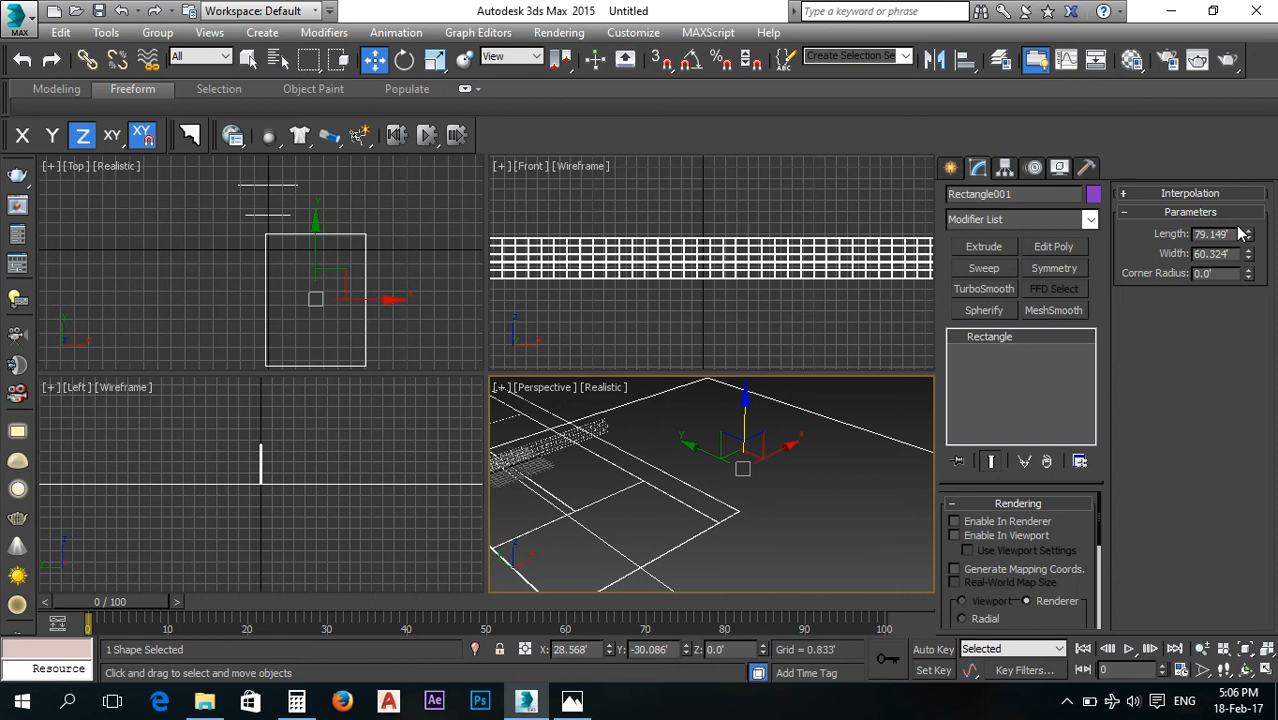 MAX
Workspace: Default
Autodesk 3ds Max 2015 Untitled
Type a keyword or phrase
Edit Tools Group Views Create Modifiers Animation Graph Editors Rendering Customize MAXScript Help
All
View
Create Selection Se
Modeling Freeform Selection Object Paint Populate
X Y Z XY XY
[+] [Top] [Realistic]
[+] [Front] [Wireframe]
Rectangle001
Modifier List
Extrude Edit Poly
Sweep Symmetry
TurboSmooth FFD Select
Spherify MeshSmooth
Rectangle
Interpolation
Parameters
Length: 79.149'
Width: 60.324'
Corner Radius: 0.0'
[+] [Left] [Wireframe]
[+] [Perspective] [Realistic]
Rendering
Enable In Renderer
Enable In Viewport
Use Viewport Settings
Generate Mapping Coords.
Real-World Map Size
Viewport Renderer
Radial
< 0 / 100 >
0 10 20 30 40 50 60 70 80 90 100
1 Shape Selected
X: 28.568' Y: -30.086' Z: 0.0' Grid = 0.833'
Auto Key Selected
Resource
Click and drag to select and move objects
Add Time Tag
Set Key Key Filters...
0
ENG
5:06 PM
18-Feb-17